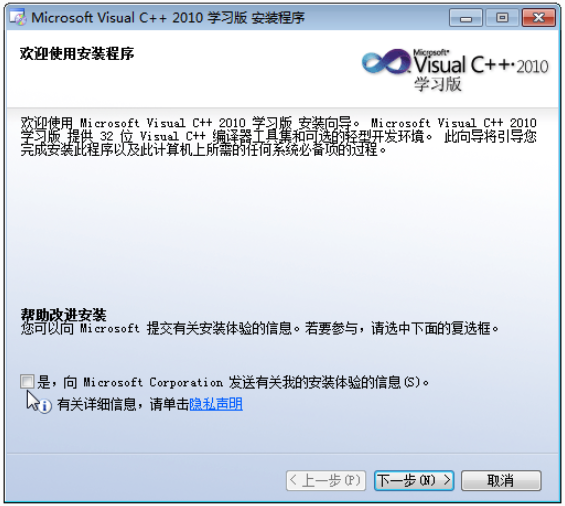 Microsoft Visual C++ 2010 学习版 安装程序
欢迎使用安装程序
Microsoft
Visual C++ 2010
学习版
欢迎使用 Microsoft Visual C++ 2010 学习版 安装向导。 Microsoft Visual C++ 2010
学习版 提供 32 位 Visual C++ 编译器工具集和可选的轻型开发环境。 此向导将引导您
完成安装此程序以及此计算机上所需的任何系统必备项的过程。
帮助改进安装
您可以向 Microsoft 提交有关安装体验的信息。若要参与，请选中下面的复选框。
是，向 Microsoft Corporation 发送有关我的安装体验的信息(S)。
有关详细信息，请单击隐私声明
< 上一步(P) 下一步(N) > 取消